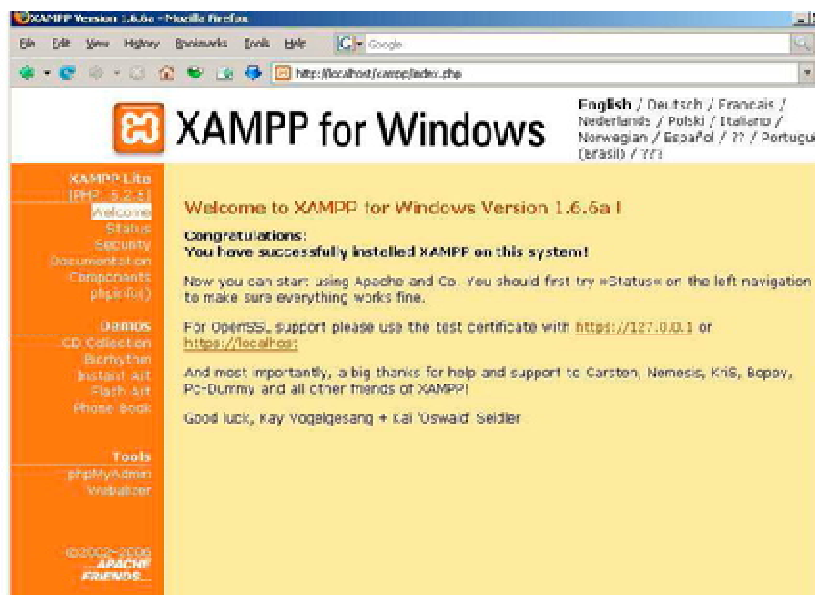 XAMPP Version 1.6.6a - Mozilla Firefox
File Edit View History Bookmarks Tools Help
Google
http://localhost/xampp/index.php
XAMPP for Windows
English / Deutsch / Francais /
Nederlands / Polski / Italiano /
Norwegian / Español / ?? / Portugu
(Brasil) / ???
XAMPP Lite
[PHP: 5.2.5]
Welcome
Status
Security
Documentation
Components
phpinfo()
Demos
CD Collection
Biorhythm
Instant Art
Flash Art
Phone Book
Tools
phpMyAdmin
Webalizer
©2002-2006
...APACHE
FRIENDS...
Welcome to XAMPP for Windows Version 1.6.6a !
Congratulations:
You have successfully installed XAMPP on this system!
Now you can start using Apache and Co. You should first try »Status« on the left navigation
to make sure everything works fine.
For OpenSSL support please use the test certificate with https://127.0.0.1 or
https://localhost
And most importantly, a big thanks for help and support to Carsten, Nemesis, KriS, Boppy,
Pc-Dummy and all other friends of XAMPP!
Good luck, Kay Vogelgesang + Kai 'Oswald' Seidler